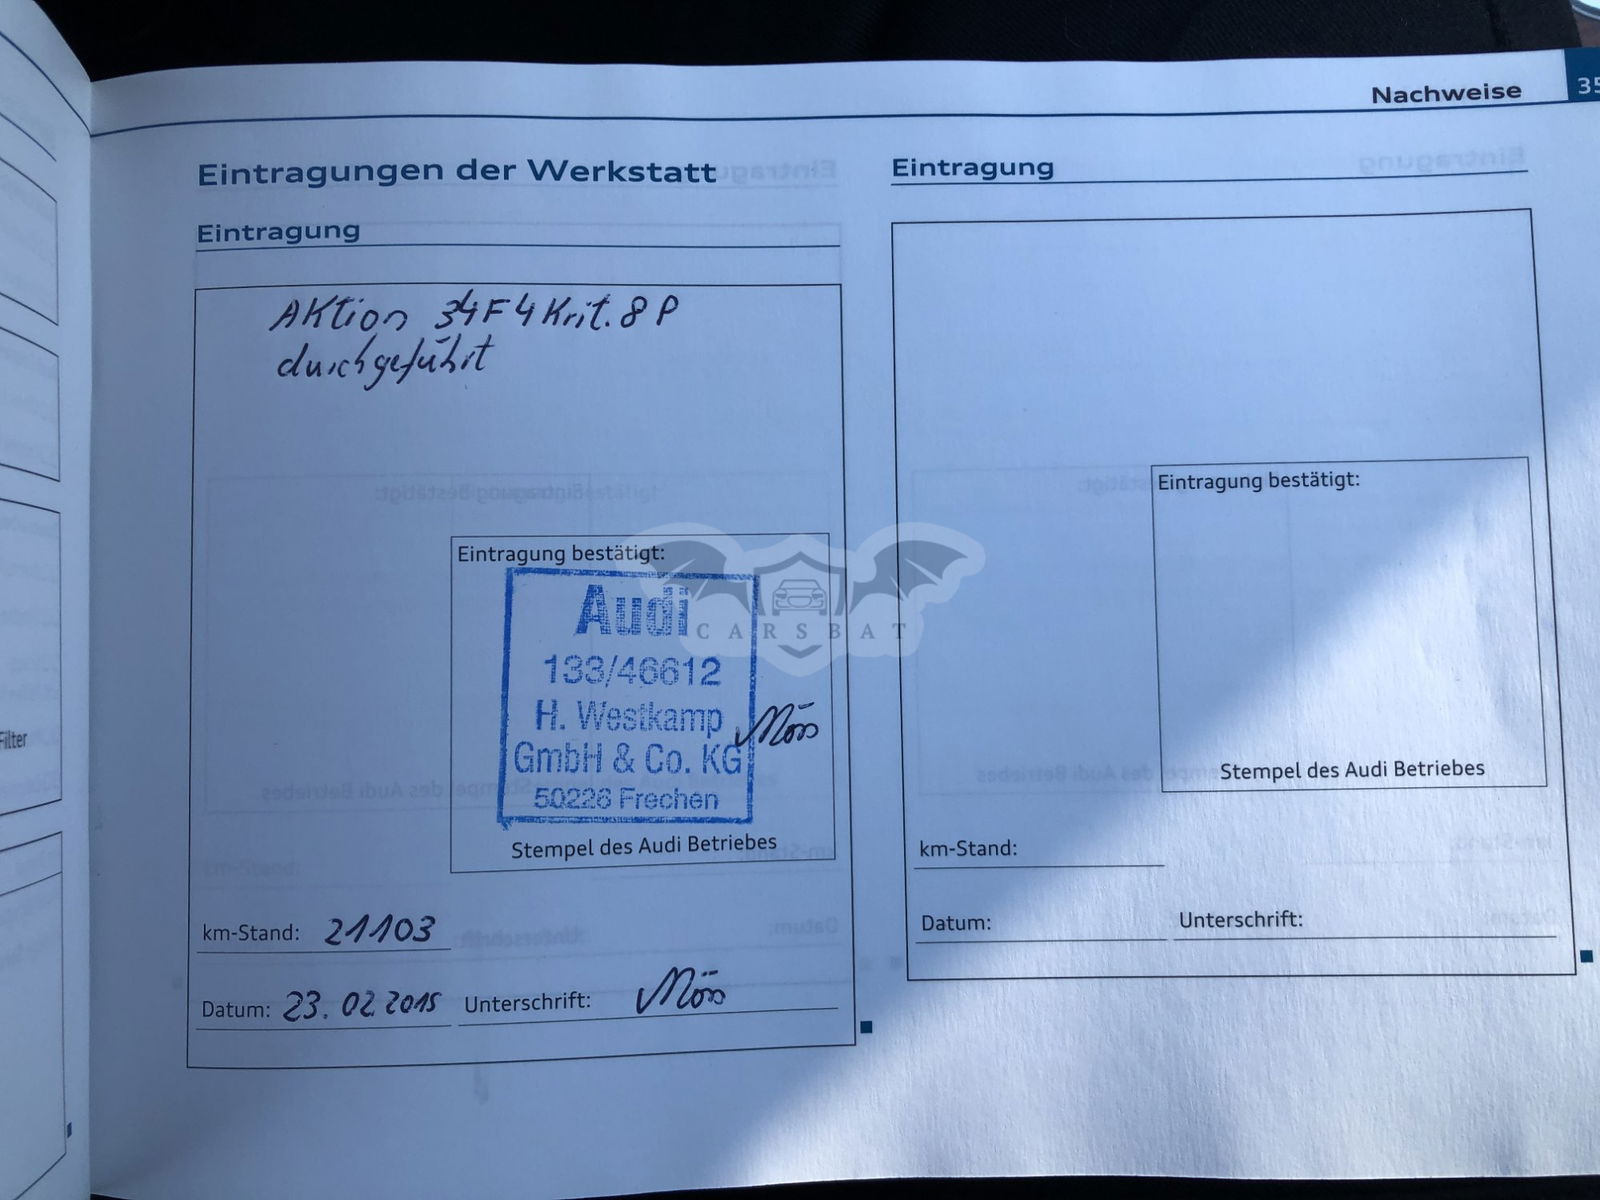 Nachweise
35
Eintragungen der Werkstatt
Eintragung
Aktion 34F4 Krit. 8P
durchgeführt
Eintragung bestätigt:
Audi
133/46612
H. Westkamp
GmbH & Co. KG
50226 Frechen
Stempel des Audi Betriebes
km-Stand: 21103
Datum: 23.02.2015 Unterschrift:
Eintragung
Eintragung bestätigt:
Stempel des Audi Betriebes
km-Stand:
Datum: Unterschrift:
Filter
CARSBAT